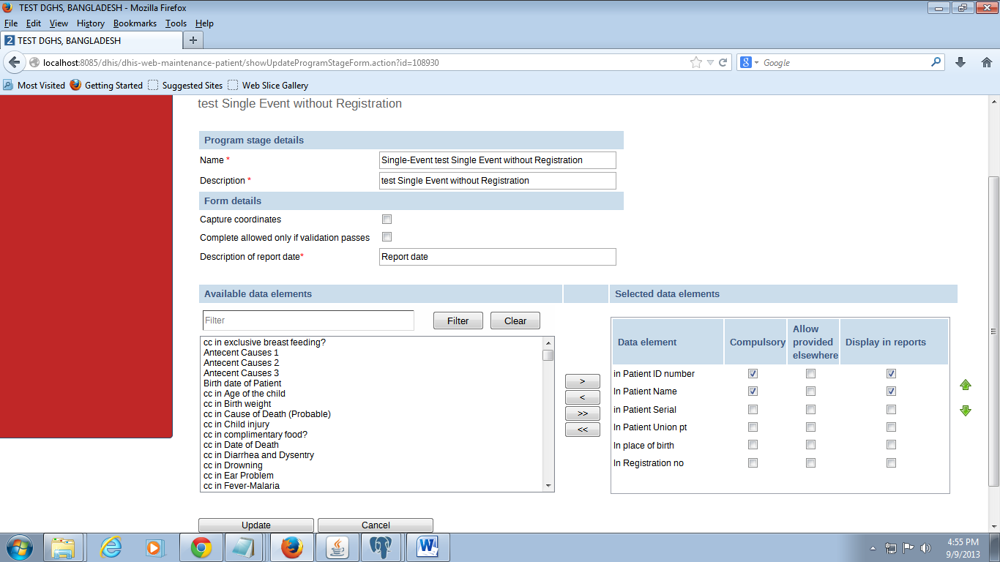 TEST DGHS, BANGLADESH - Mozilla Firefox
File Edit View History Bookmarks Tools Help
2 TEST DGHS, BANGLADESH +
localhost:8085/dhis/dhis-web-maintenance-patient/showUpdateProgramStageForm.action?id=108930
8 Google
Most Visited Getting Started Suggested Sites Web Slice Gallery
test Single Event without Registration
Program stage details
Name * Single-Event test Single Event without Registration
Description * test Single Event without Registration
Form details
Capture coordinates
Complete allowed only if validation passes
Description of report date* Report date
Available data elements Selected data elements
Filter Filter Clear
Data element Compulsory Allow provided elsewhere Display in reports
cc in exclusive breast feeding?
Antecent Causes 1
Antecent Causes 2
Antecent Causes 3
Birth date of Patient
cc in Age of the child
cc in Birth weight
cc in Cause of Death (Probable)
cc in Child injury
cc in complimentary food?
cc in Date of Death
cc in Diarrhea and Dysentry
cc in Drowning
cc in Ear Problem
cc in Fever-Malaria
>
<
>>
<<
in Patient ID number
In Patient Name
in Patient Serial
In Patient Union pt
In place of birth
In Registration no
Update Cancel
4:55 PM
9/9/2013